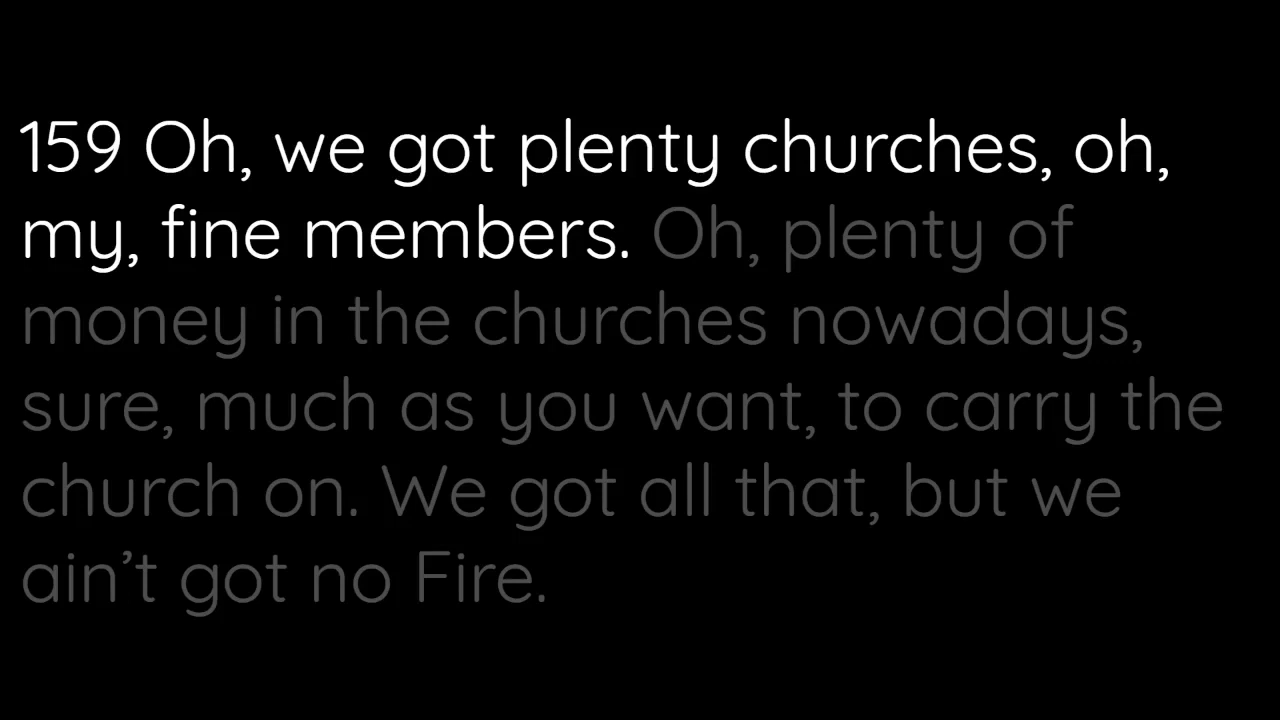 159 Oh, we got plenty churches, oh,
my, fine members. Oh, plenty of
money in the churches nowadays,
sure, much as you want, to carry the
church on. We got all that, but we
ain’t got no Fire.